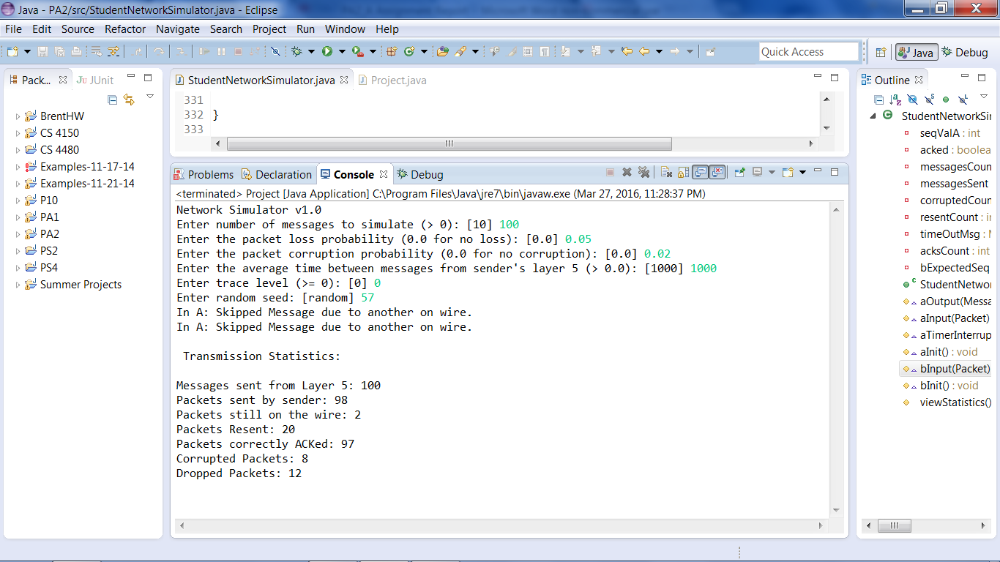 Java - PA2/src/StudentNetworkSimulator.java - Eclipse
File Edit Source Refactor Navigate Search Project Run Window Help
Quick Access
Java
Debug
Pack...
JUnit
BrentHW
CS 4150
CS 4480
Examples-11-17-14
Examples-11-21-14
P10
PA1
PA2
PS2
PS4
Summer Projects
StudentNetworkSimulator.java
Project.java
331
332 }
333
Problems Declaration Console Debug
<terminated> Project [Java Application] C:\Program Files\Java\jre7\bin\javaw.exe (Mar 27, 2016, 11:28:37 PM)
Network Simulator v1.0
Enter number of messages to simulate (> 0): [10] 100
Enter the packet loss probability (0.0 for no loss): [0.0] 0.05
Enter the packet corruption probability (0.0 for no corruption): [0.0] 0.02
Enter the average time between messages from sender's layer 5 (> 0.0): [1000] 1000
Enter trace level (>= 0): [0] 0
Enter random seed: [random] 57
In A: Skipped Message due to another on wire.
In A: Skipped Message due to another on wire.
Transmission Statistics:
Messages sent from Layer 5: 100
Packets sent by sender: 98
Packets still on the wire: 2
Packets Resent: 20
Packets correctly ACKed: 97
Corrupted Packets: 8
Dropped Packets: 12
Outline
StudentNetworkSi
seqValA : int
acked : boolea
messagesCoun
messagesSent
corruptedCoun
resentCount : i
timeOutMsg : M
acksCount : int
bExpectedSeq
StudentNetwo
aOutput(Messa
aInput(Packet)
aTimerInterrup
aInit() : void
bInput(Packet)
bInit() : void
viewStatistics()